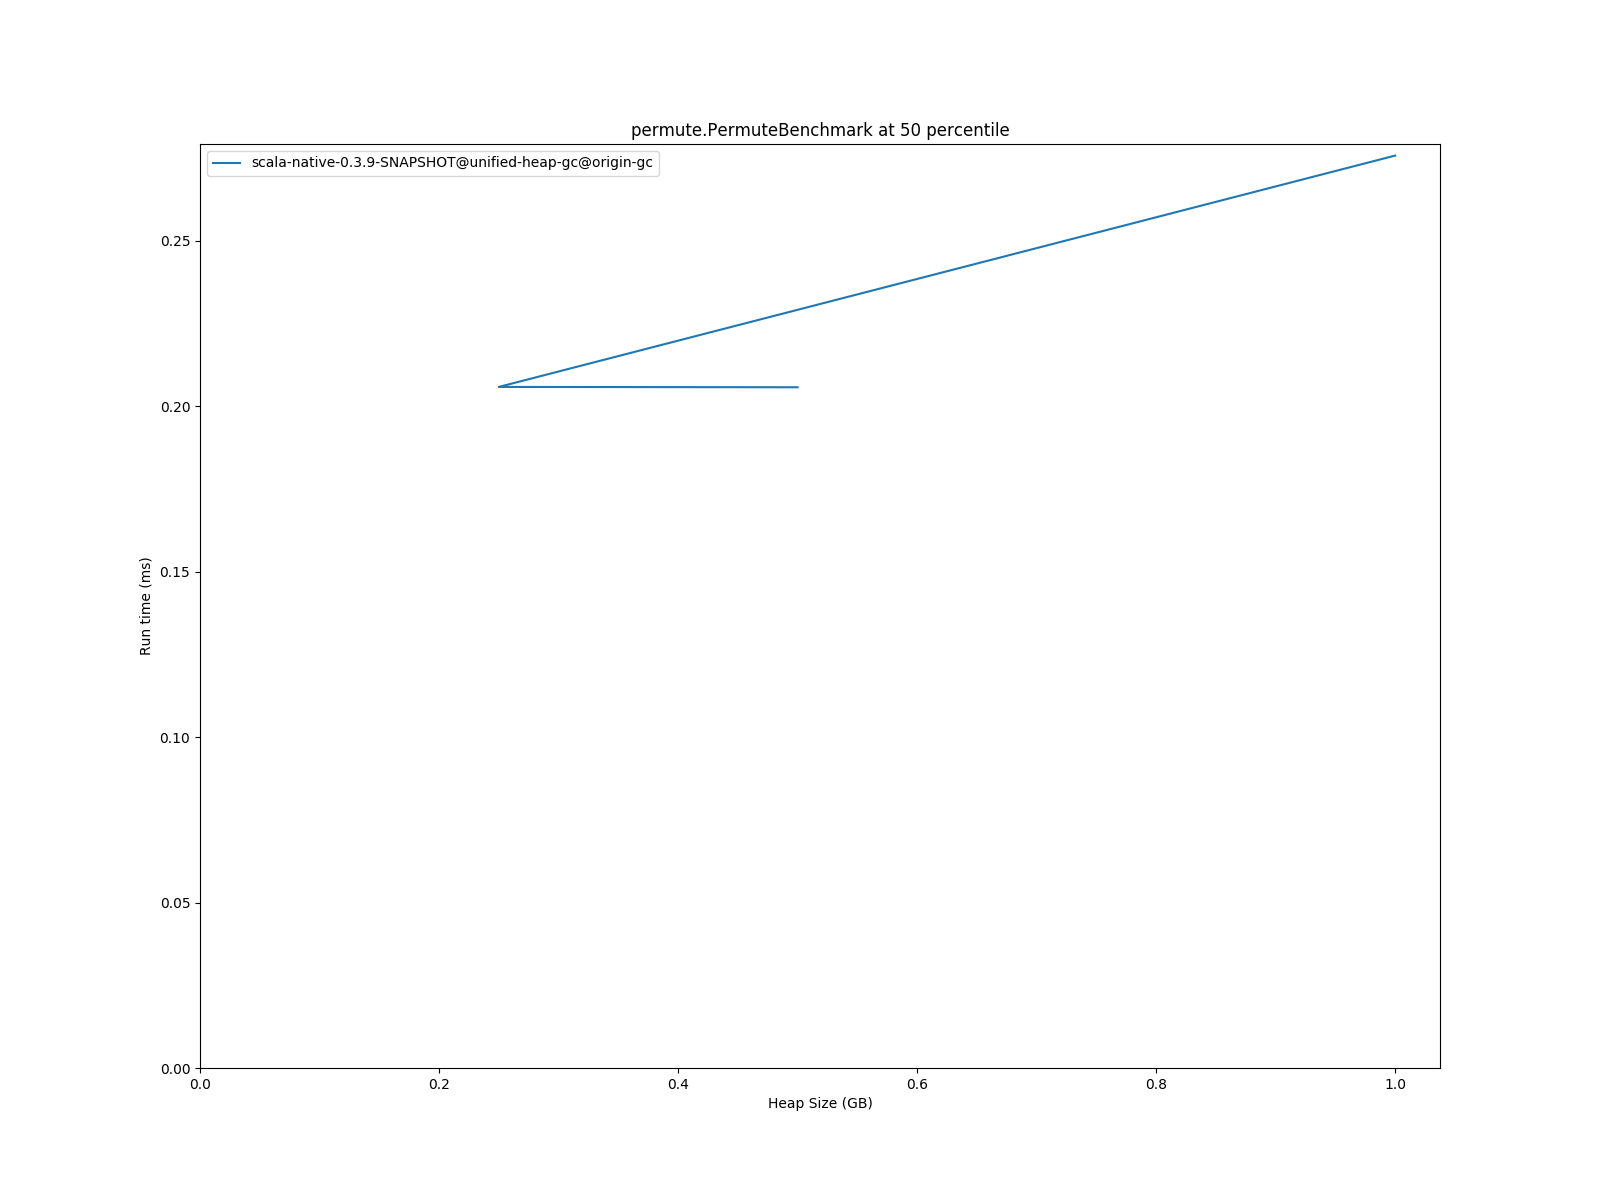 permute.PermuteBenchmark at 50 percentile
scala-native-0.3.9-SNAPSHOT@unified-heap-gc@origin-gc
0.25
0.20
0.15
0.10
0.05
0.00
Run time (ms)
0.0 0.2 0.4 0.6 0.8 1.0
Heap Size (GB)